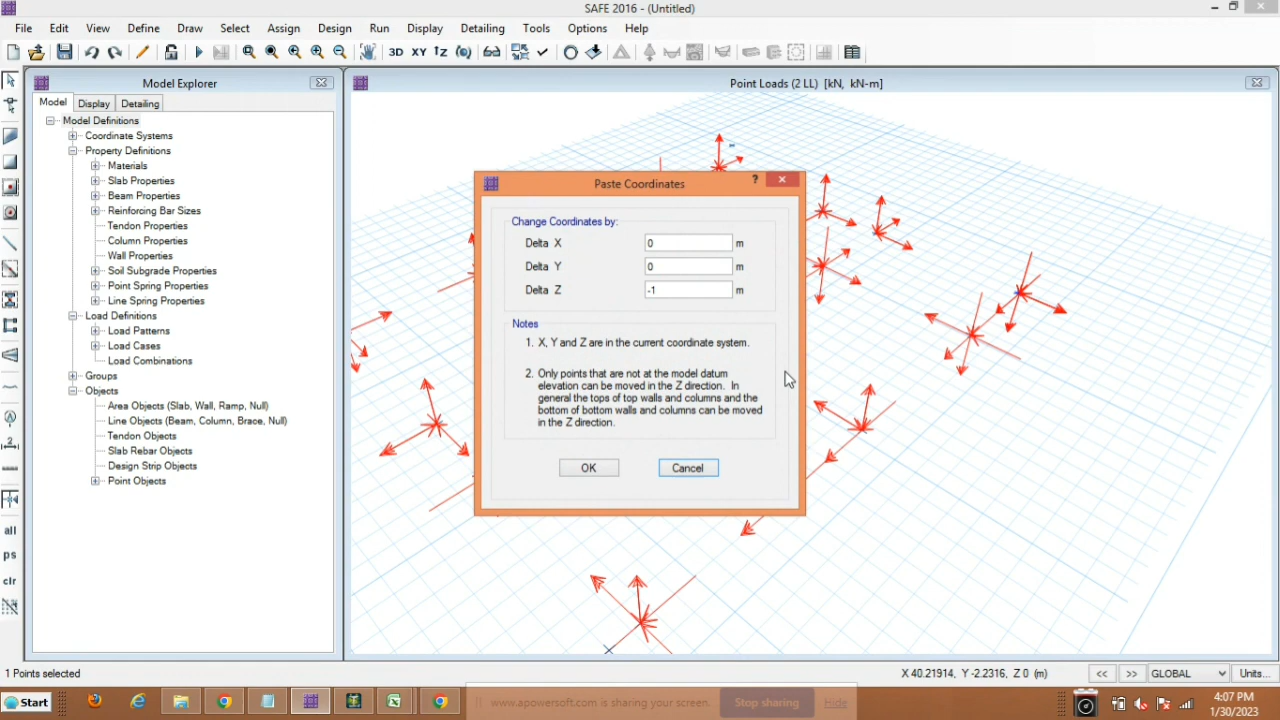 SAFE 2016 - (Untitled)
File Edit View Define Draw Select Assign Design Run Display Detailing Tools Options Help
3D XY
Model Explorer
Model Display Detailing
Model Definitions
Coordinate Systems
Property Definitions
Materials
Slab Properties
Beam Properties
Reinforcing Bar Sizes
Tendon Properties
Column Properties
Wall Properties
Soil Subgrade Properties
Point Spring Properties
Line Spring Properties
Load Definitions
Load Patterns
Load Cases
Load Combinations
Groups
Objects
Area Objects (Slab, Wall, Ramp, Null)
Line Objects (Beam, Column, Brace, Null)
Tendon Objects
Slab Rebar Objects
Design Strip Objects
Point Objects
all
ps
clr
Point Loads (2 LL) [kN, kN-m]
Paste Coordinates
?
Change Coordinates by:
Delta X 0 m
Delta Y 0 m
Delta Z -1 m
Notes
1. X, Y and Z are in the current coordinate system.
2. Only points that are not at the model datum
elevation can be moved in the Z direction. In
general the tops of top walls and columns and the
bottom of bottom walls and columns can be moved
in the Z direction.
OK Cancel
1 Points selected
X 40.21914, Y -2.2316, Z 0 (m) << >> GLOBAL Units...
Start
www.apowersoft.com is sharing your screen. Stop sharing Hide
4:07 PM
1/30/2023